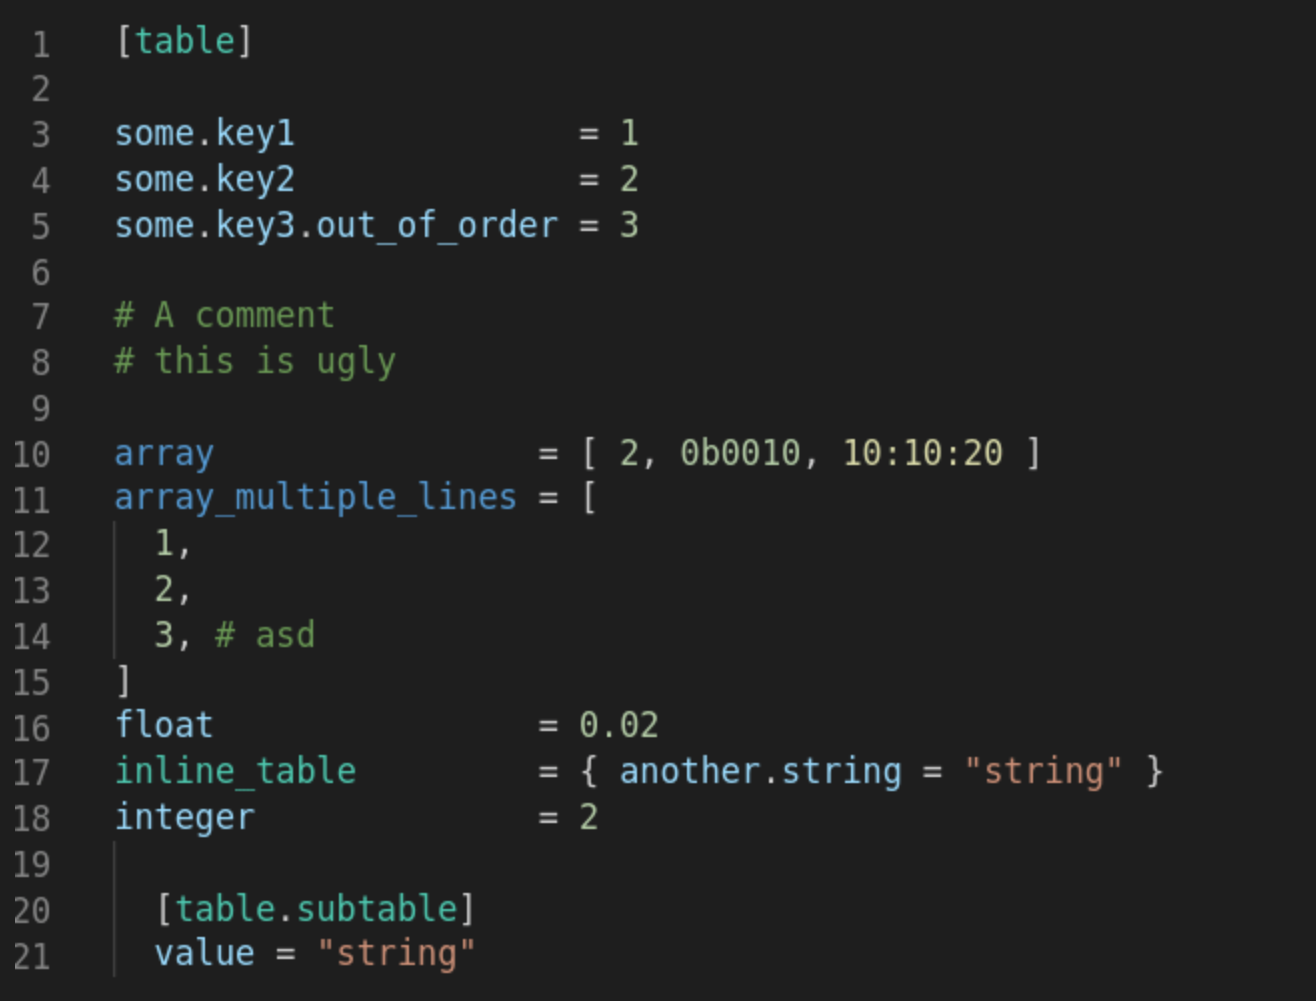 1 [table]
2
3 some.key1               = 1
4 some.key2               = 2
5 some.key3.out_of_order = 3
6
7 # A comment
8 # this is ugly
9
10 array                = [ 2, 0b0010, 10:10:20 ]
11 array_multiple_lines = [
12   1,
13   2,
14   3, # asd
15 ]
16 float                = 0.02
17 inline_table         = { another.string = "string" }
18 integer              = 2
19
20   [table.subtable]
21   value = "string"